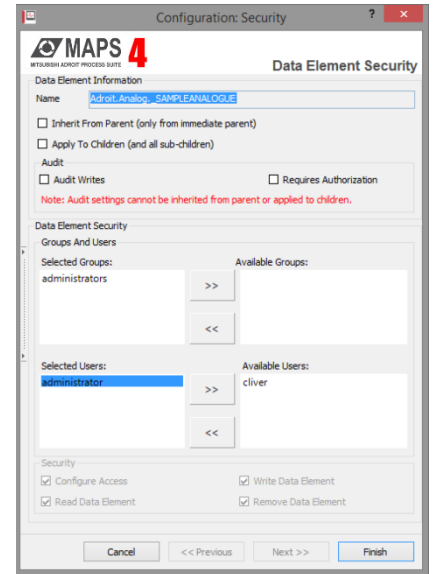 Configuration: Security ? ×
MAPS 4
MITSUBISHI ADROIT PROCESS SUITE
Data Element Security
Data Element Information
Name Adroit.Analog._SAMPLEANALOGUE
Inherit From Parent (only from immediate parent)
Apply To Children (and all sub-children)
Audit
Audit Writes Requires Authorization
Note: Audit settings cannot be inherited from parent or applied to children.
Data Element Security
Groups And Users
Selected Groups: Available Groups:
administrators
>>
<<
Selected Users: Available Users:
administrator cliver
>>
<<
Security
Configure Access Write Data Element
Read Data Element Remove Data Element
Cancel << Previous Next >> Finish